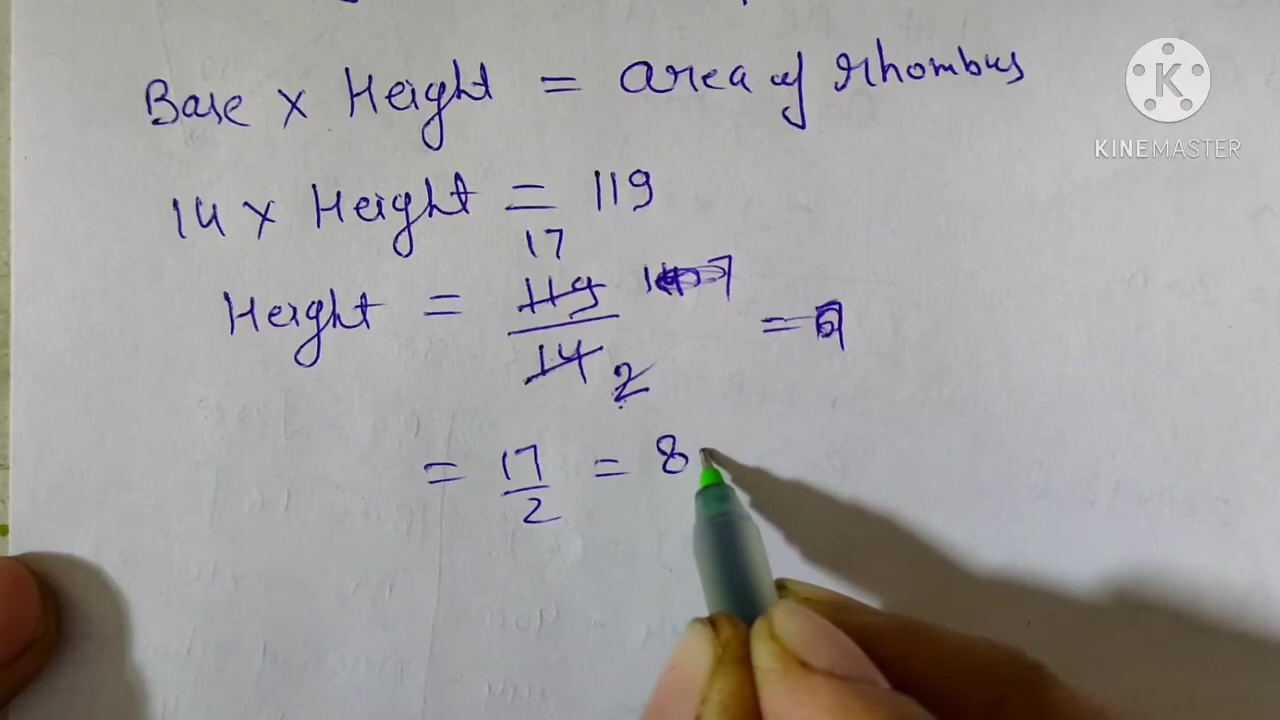 Base × Height = area of rhombus
K
KINEMASTER
14 × Height = 119
17
Height = 119/14 2 =
= 17/2 = 8